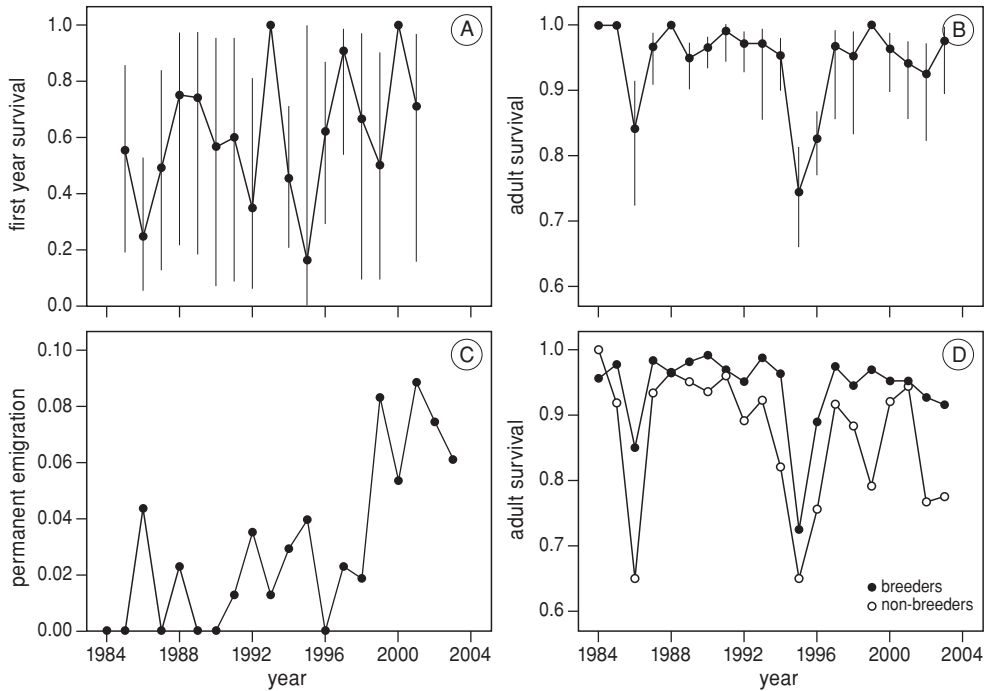 A
first year survival
1.0
0.8
0.6
0.4
0.2
0.0
B
adult survival
1.0
0.9
0.8
0.7
0.6
C
permanent emigration
0.10
0.08
0.06
0.04
0.02
0.00
1984 1988 1992 1996 2000 2004
year
D
adult survival
1.0
0.9
0.8
0.7
0.6
breeders
non-breeders
1984 1988 1992 1996 2000 2004
year